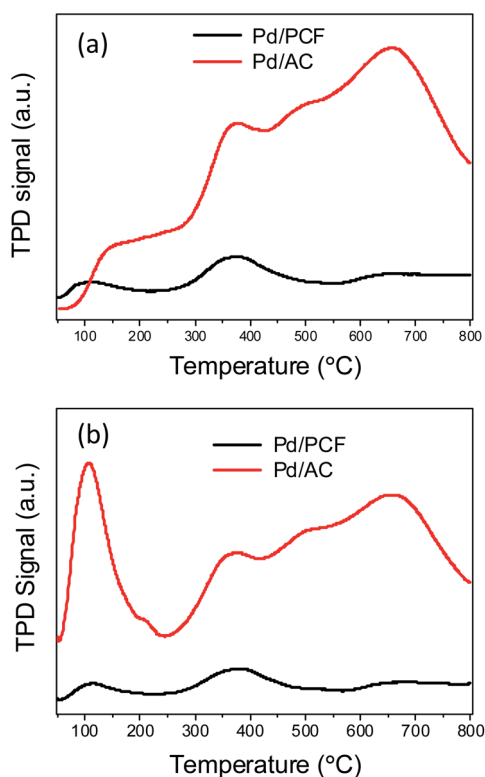 (a)
Pd/PCF
Pd/AC
TPD signal (a.u.)
100 200 300 400 500 600 700 800
Temperature (°C)
(b)
Pd/PCF
Pd/AC
TPD Signal (a.u.)
100 200 300 400 500 600 700 800
Temperature (°C)